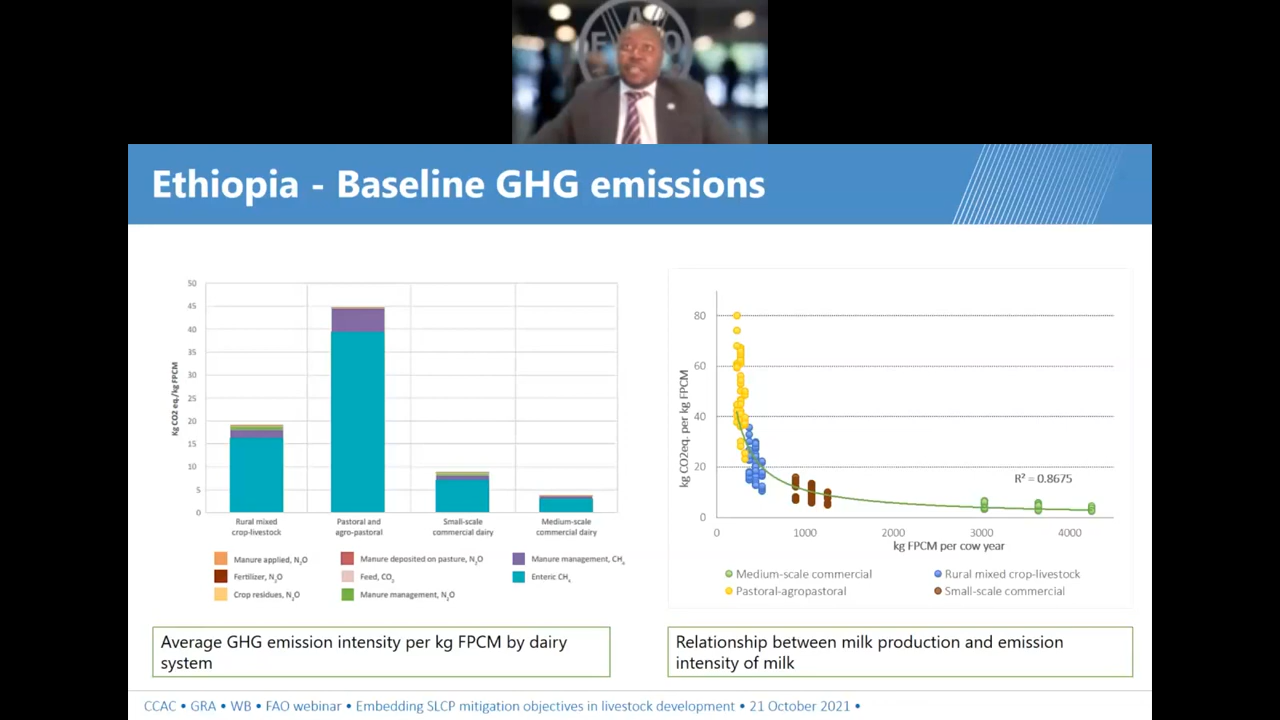 FAO
Ethiopia - Baseline GHG emissions
Kg CO2 eq./kg FPCM
50
45
40
35
30
25
20
15
10
5
0
Rural mixed
crop-livestock
Pastoral and
agro-pastoral
Small-scale
commercial dairy
Medium-scale
commercial dairy
Manure applied, N₂O
Manure deposited on pasture, N₂O
Manure management, CH₄
Fertilizer, N₂O
Feed, CO₂
Enteric CH₄
Crop residues, N₂O
Manure management, N₂O
Average GHG emission intensity per kg FPCM by dairy
system
kg CO2eq. per kg FPCM
80
60
40
20
0
R² = 0.8675
0 1000 2000 3000 4000
kg FPCM per cow year
Medium-scale commercial
Rural mixed crop-livestock
Pastoral-agropastoral
Small-scale commercial
Relationship between milk production and emission
intensity of milk
CCAC • GRA • WB • FAO webinar • Embedding SLCP mitigation objectives in livestock development • 21 October 2021 •